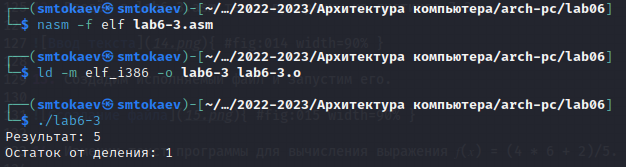 ┌──(smtokaev㉿smtokaev)-[~/…/2022-2023/Архитектура компьютера/arch-pc/lab06]
└─$ nasm -f elf lab6-3.asm
┌──(smtokaev㉿smtokaev)-[~/…/2022-2023/Архитектура компьютера/arch-pc/lab06]
└─$ ld -m elf_i386 -o lab6-3 lab6-3.o
┌──(smtokaev㉿smtokaev)-[~/…/2022-2023/Архитектура компьютера/arch-pc/lab06]
└─$ ./lab6-3
Результат: 5
Остаток от деления: 1